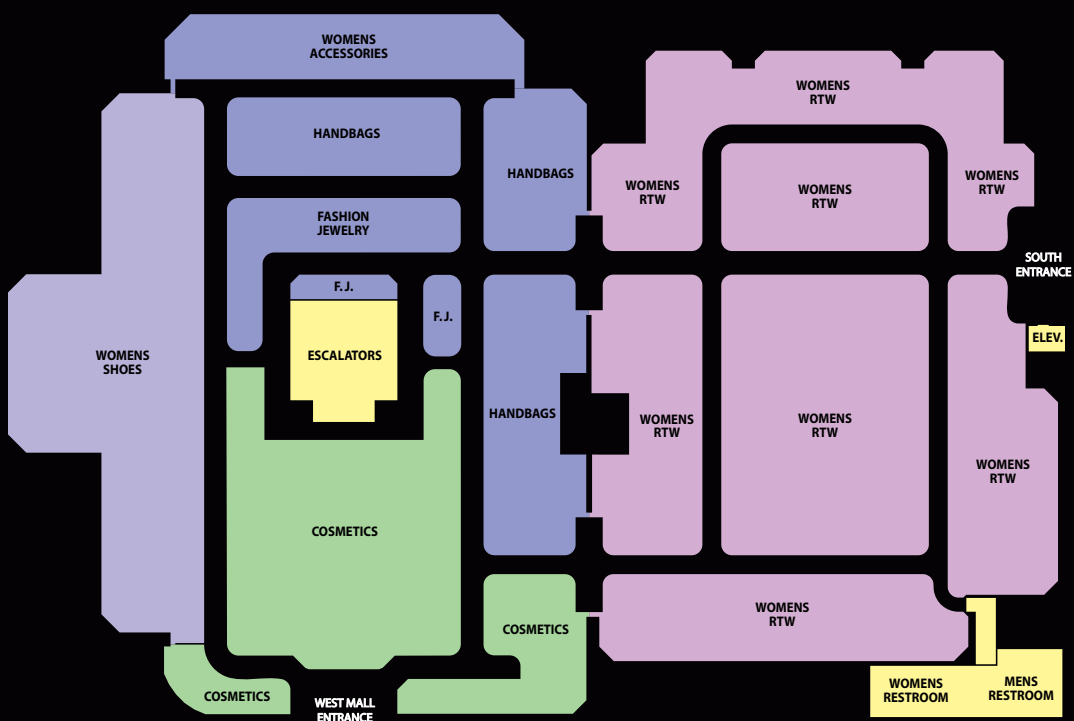 WOMENS
ACCESSORIES
HANDBAGS
HANDBAGS
FASHION
JEWELRY
F. J.
F. J.
ESCALATORS
WOMENS
SHOES
HANDBAGS
COSMETICS
COSMETICS
COSMETICS
WEST MALL
ENTRANCE
WOMENS
RTW
WOMENS
RTW
WOMENS
RTW
WOMENS
RTW
SOUTH
ENTRANCE
ELEV.
WOMENS
RTW
WOMENS
RTW
WOMENS
RTW
WOMENS
RTW
WOMENS
RESTROOM
MENS
RESTROOM